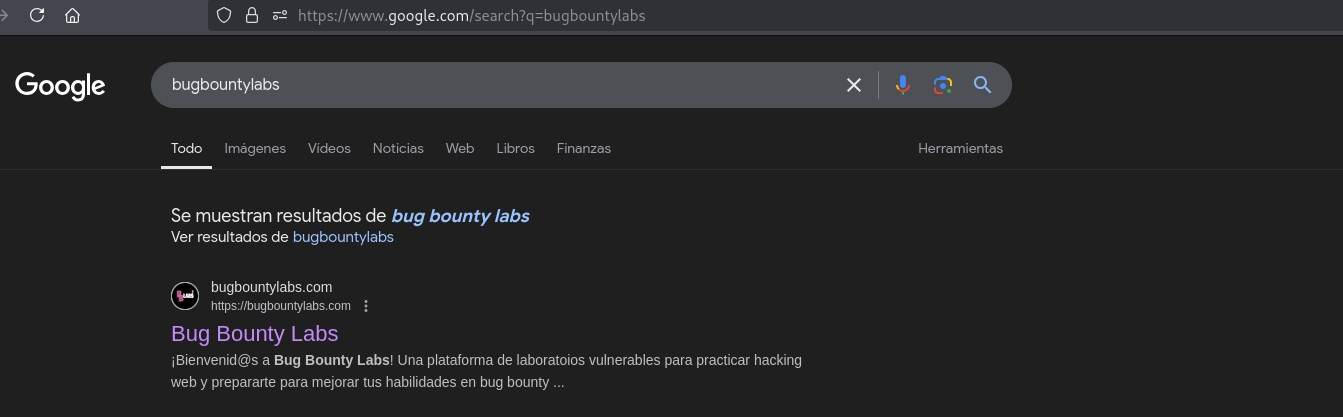 https://www.google.com/search?q=bugbountylabs
Google
bugbountylabs
Todo Imágenes Vídeos Noticias Web Libros Finanzas Herramientas
Se muestran resultados de bug bounty labs
Ver resultados de bugbountylabs
bugbountylabs.com
https://bugbountylabs.com
Bug Bounty Labs
¡Bienvenid@s a Bug Bounty Labs! Una plataforma de laboratoios vulnerables para practicar hacking
web y prepararte para mejorar tus habilidades en bug bounty ...